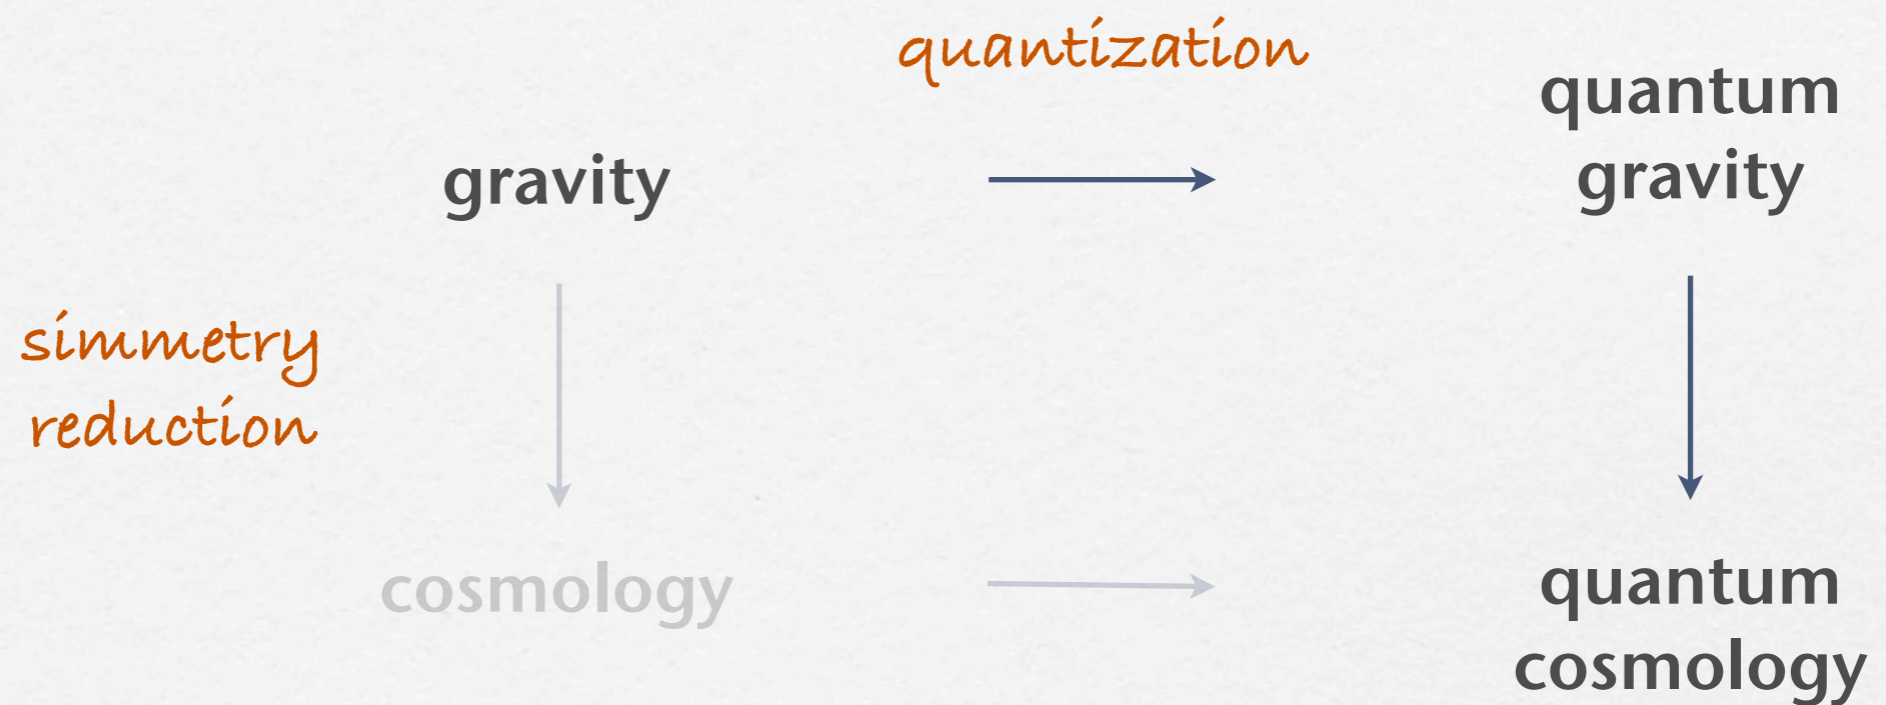 quantization
quantum
gravity
gravity
simmetry
reduction
cosmology
quantum
cosmology